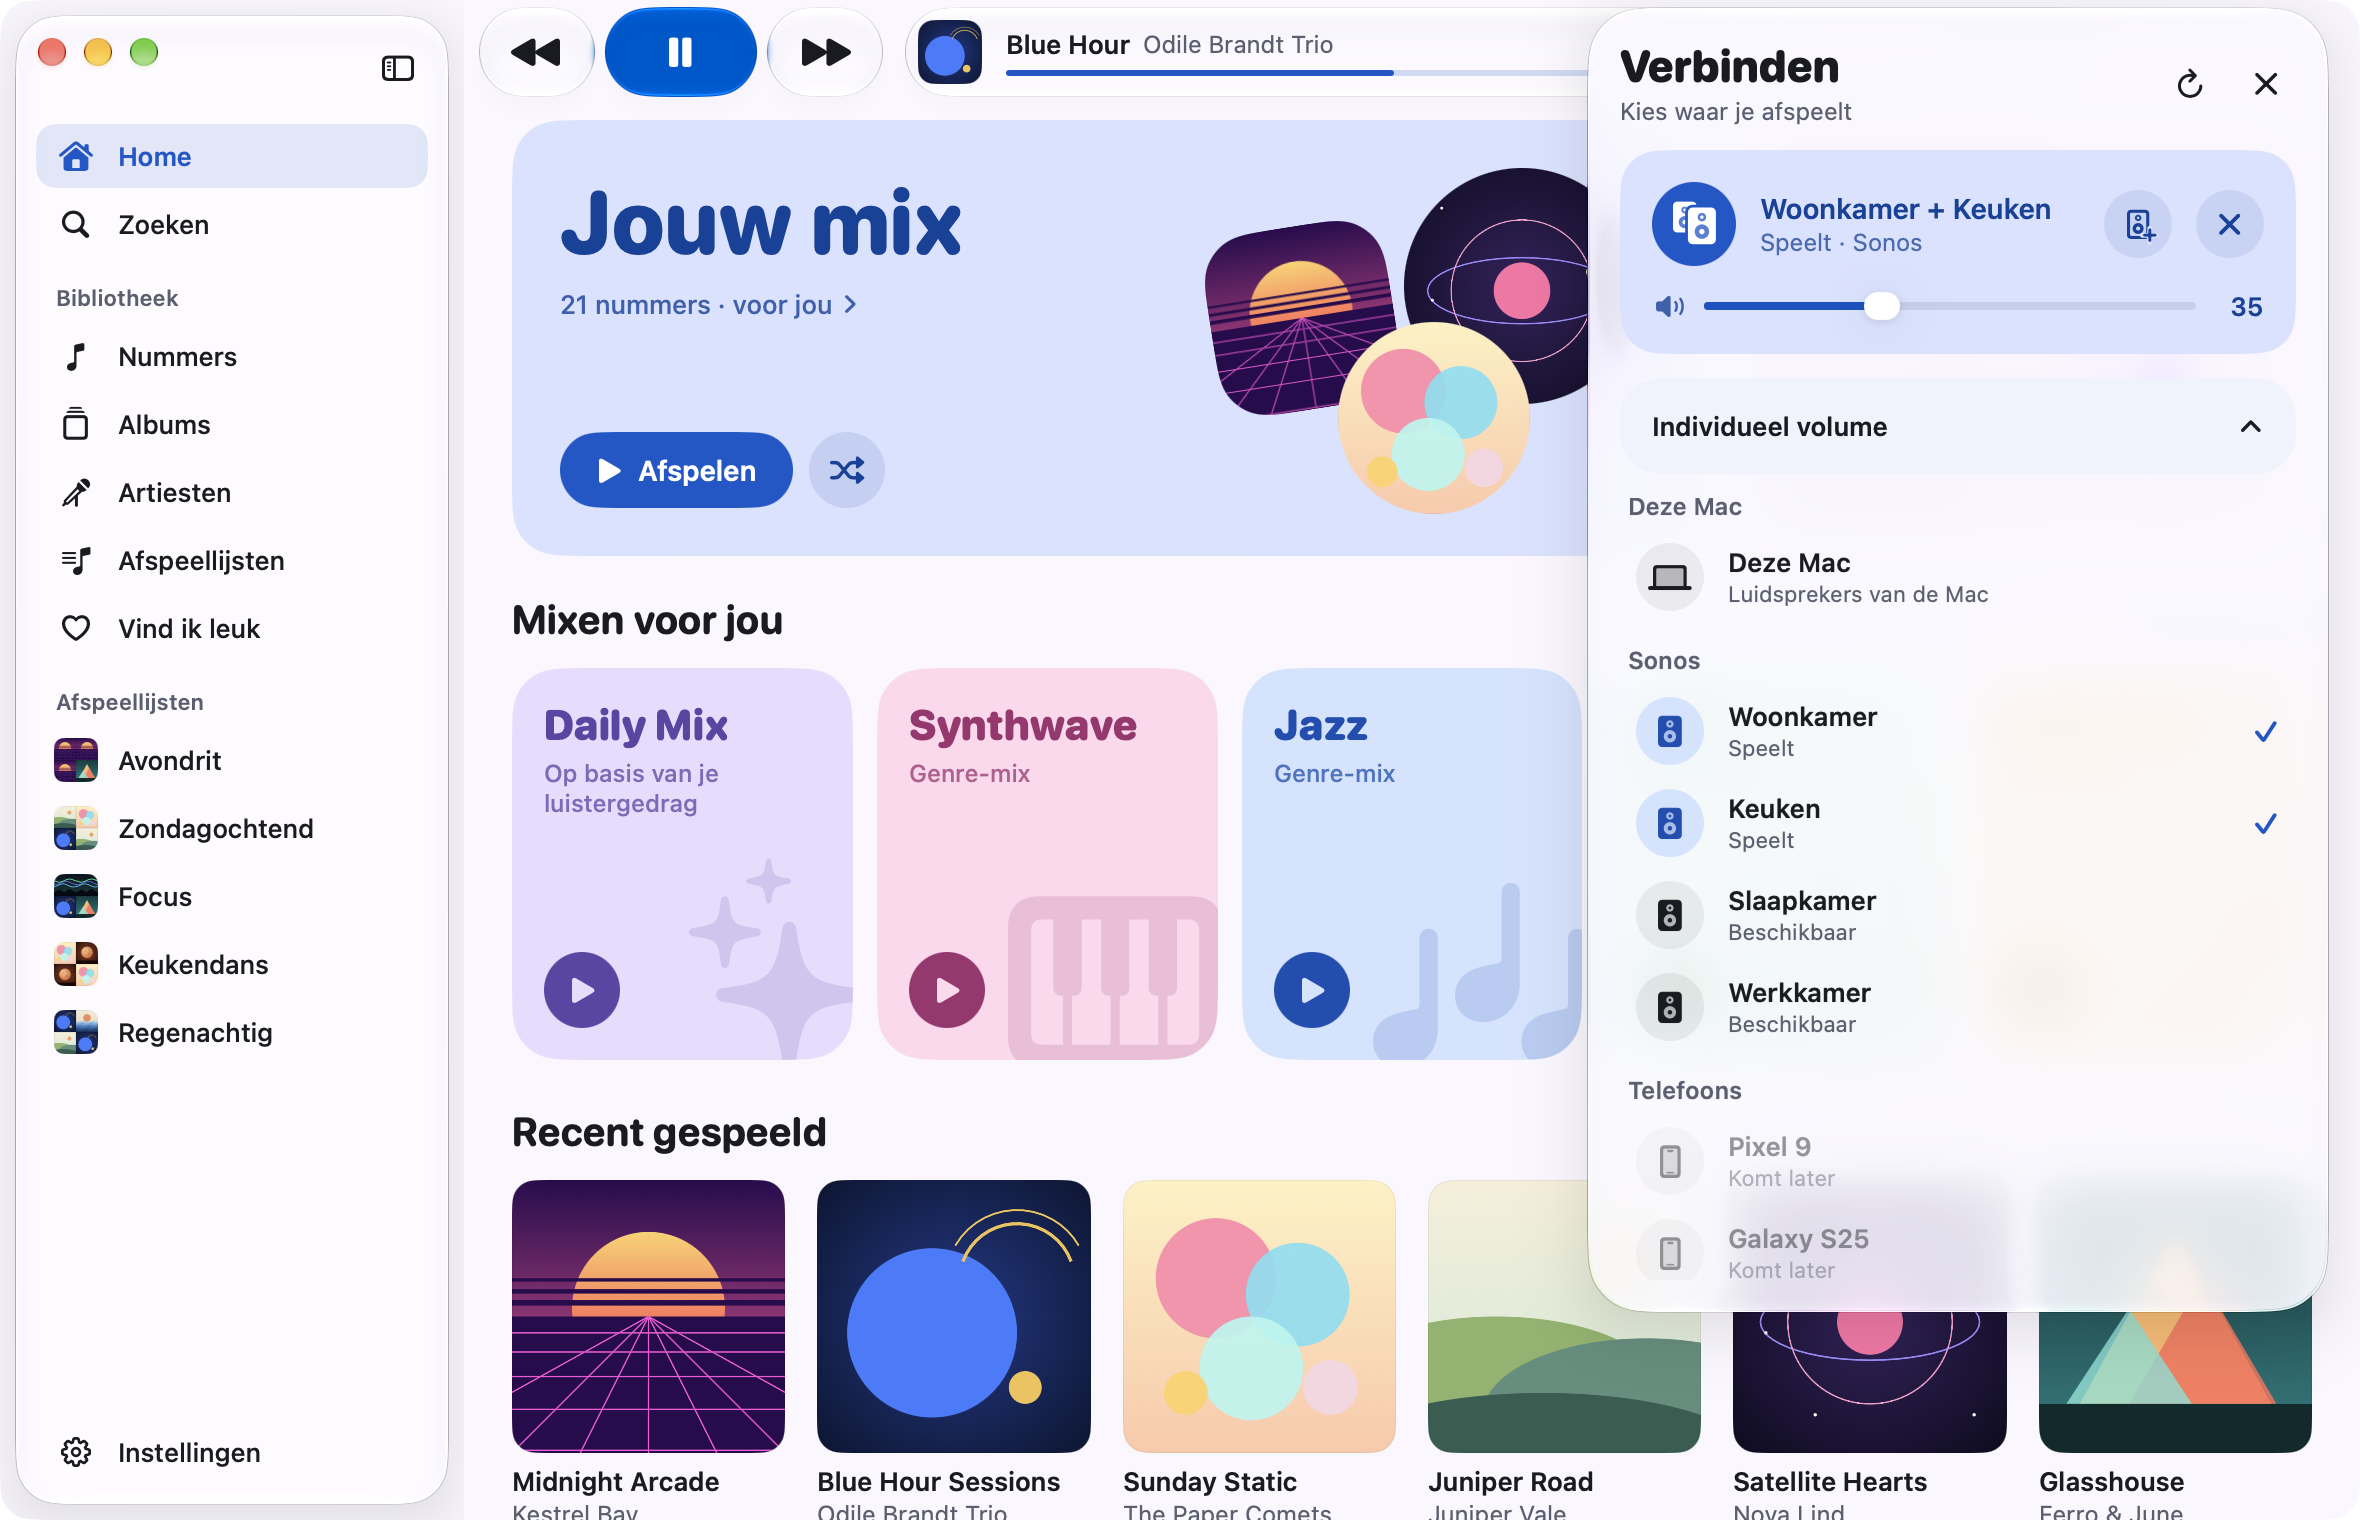 Home
Zoeken
Bibliotheek
Nummers
Albums
Artiesten
Afspeellijsten
Vind ik leuk
Afspeellijsten
Avondrit
Zondagochtend
Focus
Keukendans
Regenachtig
Instellingen
Blue Hour Odile Brandt Trio
Jouw mix
21 nummers · voor jou
Afspelen
Mixen voor jou
Daily Mix
Op basis van je
luistergedrag
Synthwave
Genre-mix
Jazz
Genre-mix
Recent gespeeld
Midnight Arcade
Kestrel Bay
Blue Hour Sessions
Odile Brandt Trio
Sunday Static
The Paper Comets
Juniper Road
Juniper Vale
Satellite Hearts
Nova Lind
Glasshouse
Ferro & June
Verbinden
Kies waar je afspeelt
Woonkamer + Keuken
Speelt · Sonos
35
Individueel volume
Deze Mac
Deze Mac
Luidsprekers van de Mac
Sonos
Woonkamer
Speelt
Keuken
Speelt
Slaapkamer
Beschikbaar
Werkkamer
Beschikbaar
Telefoons
Pixel 9
Komt later
Galaxy S25
Komt later